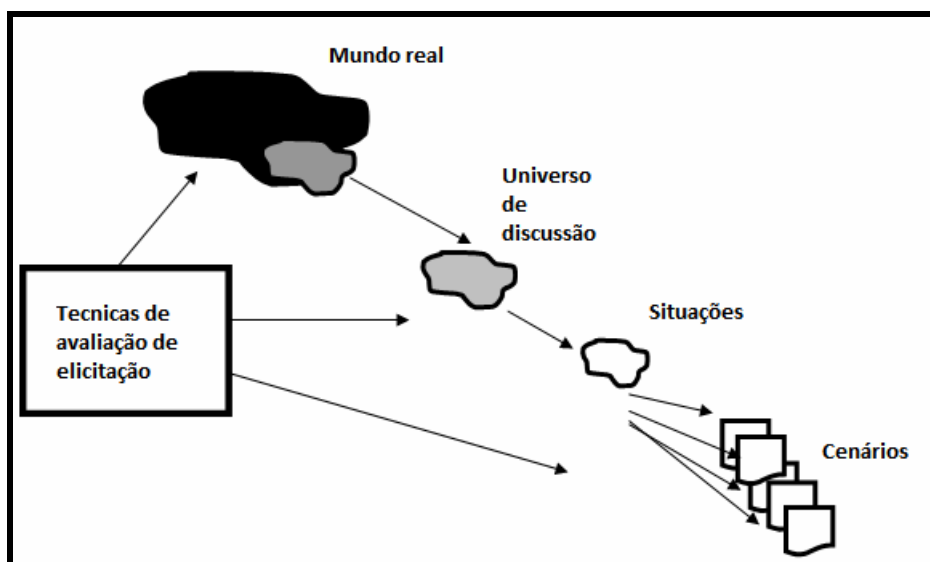 Mundo real
Universo
de
discussão
Tecnicas de
avaliação de
elicitação
Situações
Cenários